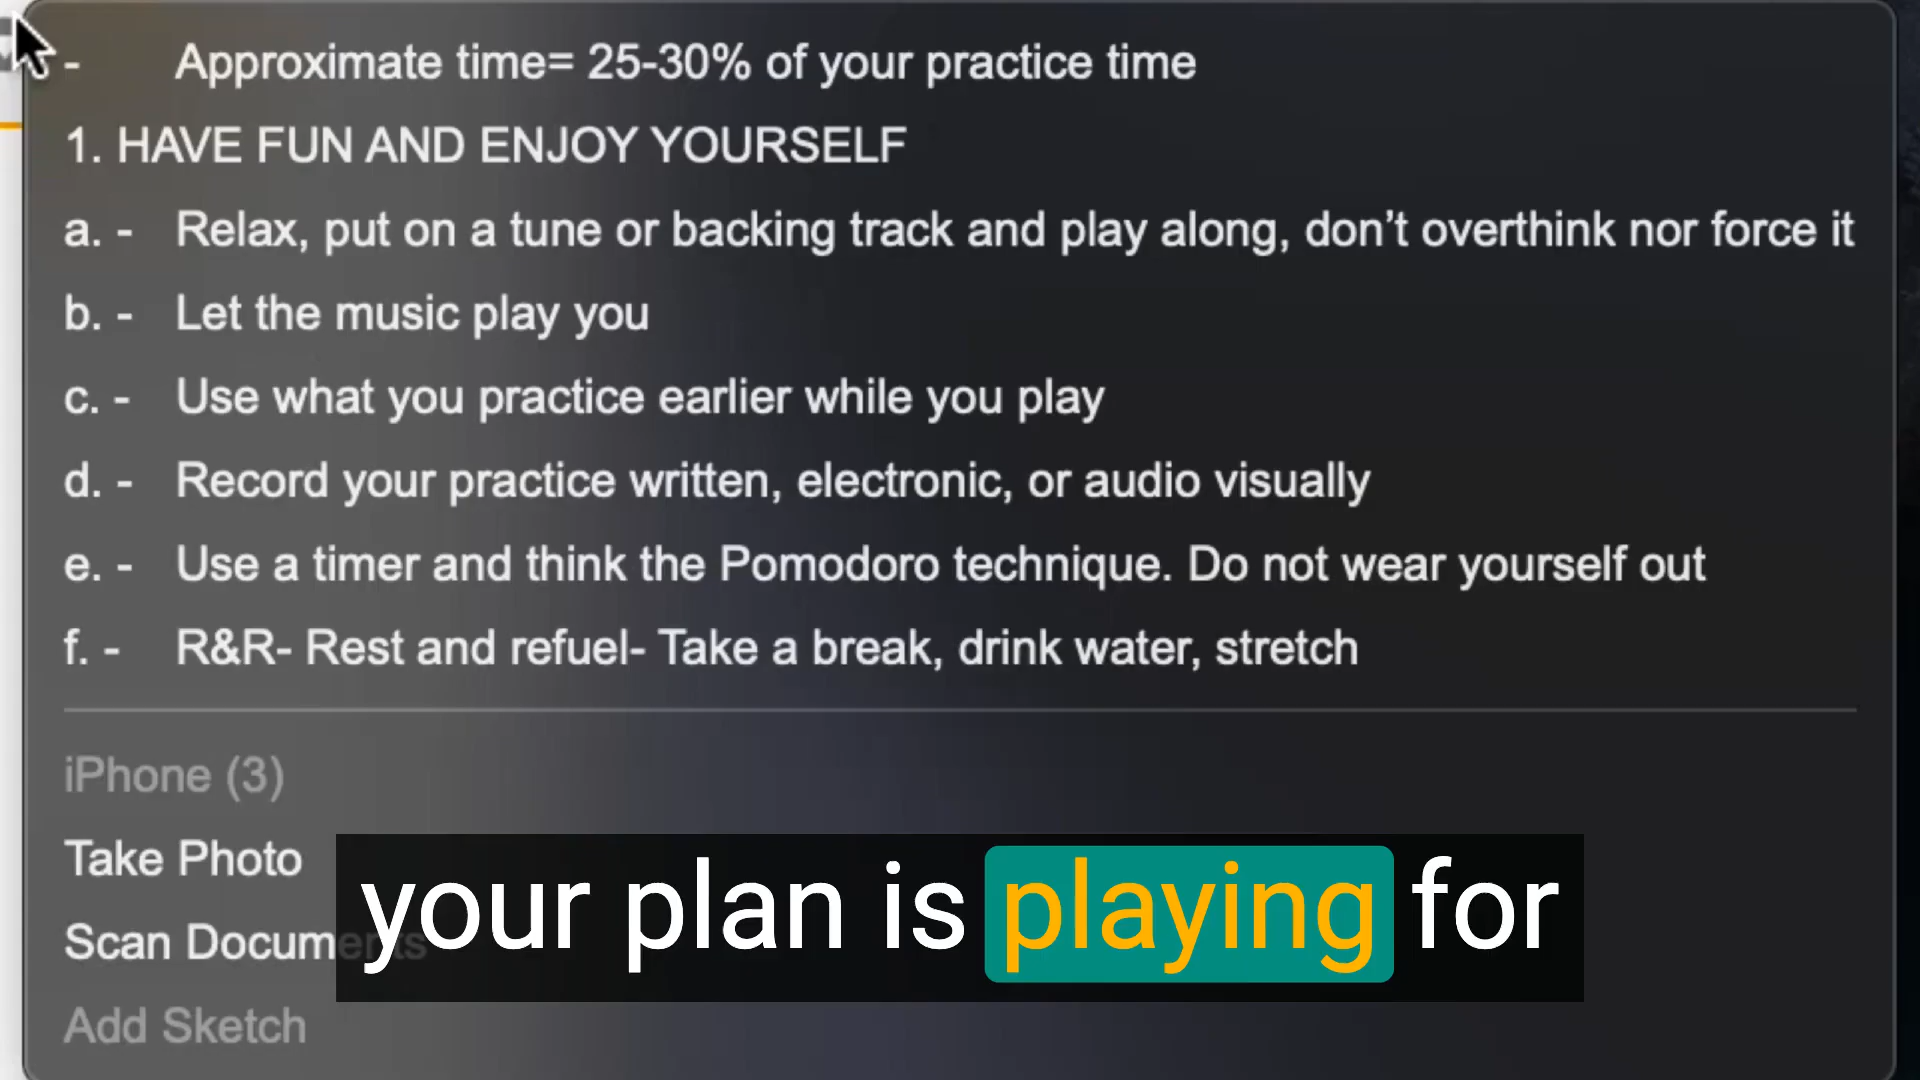 - Approximate time= 25-30% of your practice time
1. HAVE FUN AND ENJOY YOURSELF
a. - Relax, put on a tune or backing track and play along, don’t overthink nor force it
b. - Let the music play you
c. - Use what you practice earlier while you play
d. - Record your practice written, electronic, or audio visually
e. - Use a timer and think the Pomodoro technique. Do not wear yourself out
f. - R&R- Rest and refuel- Take a break, drink water, stretch
iPhone (3)
Take Photo
Scan Documents
your plan is playing for
Add Sketch